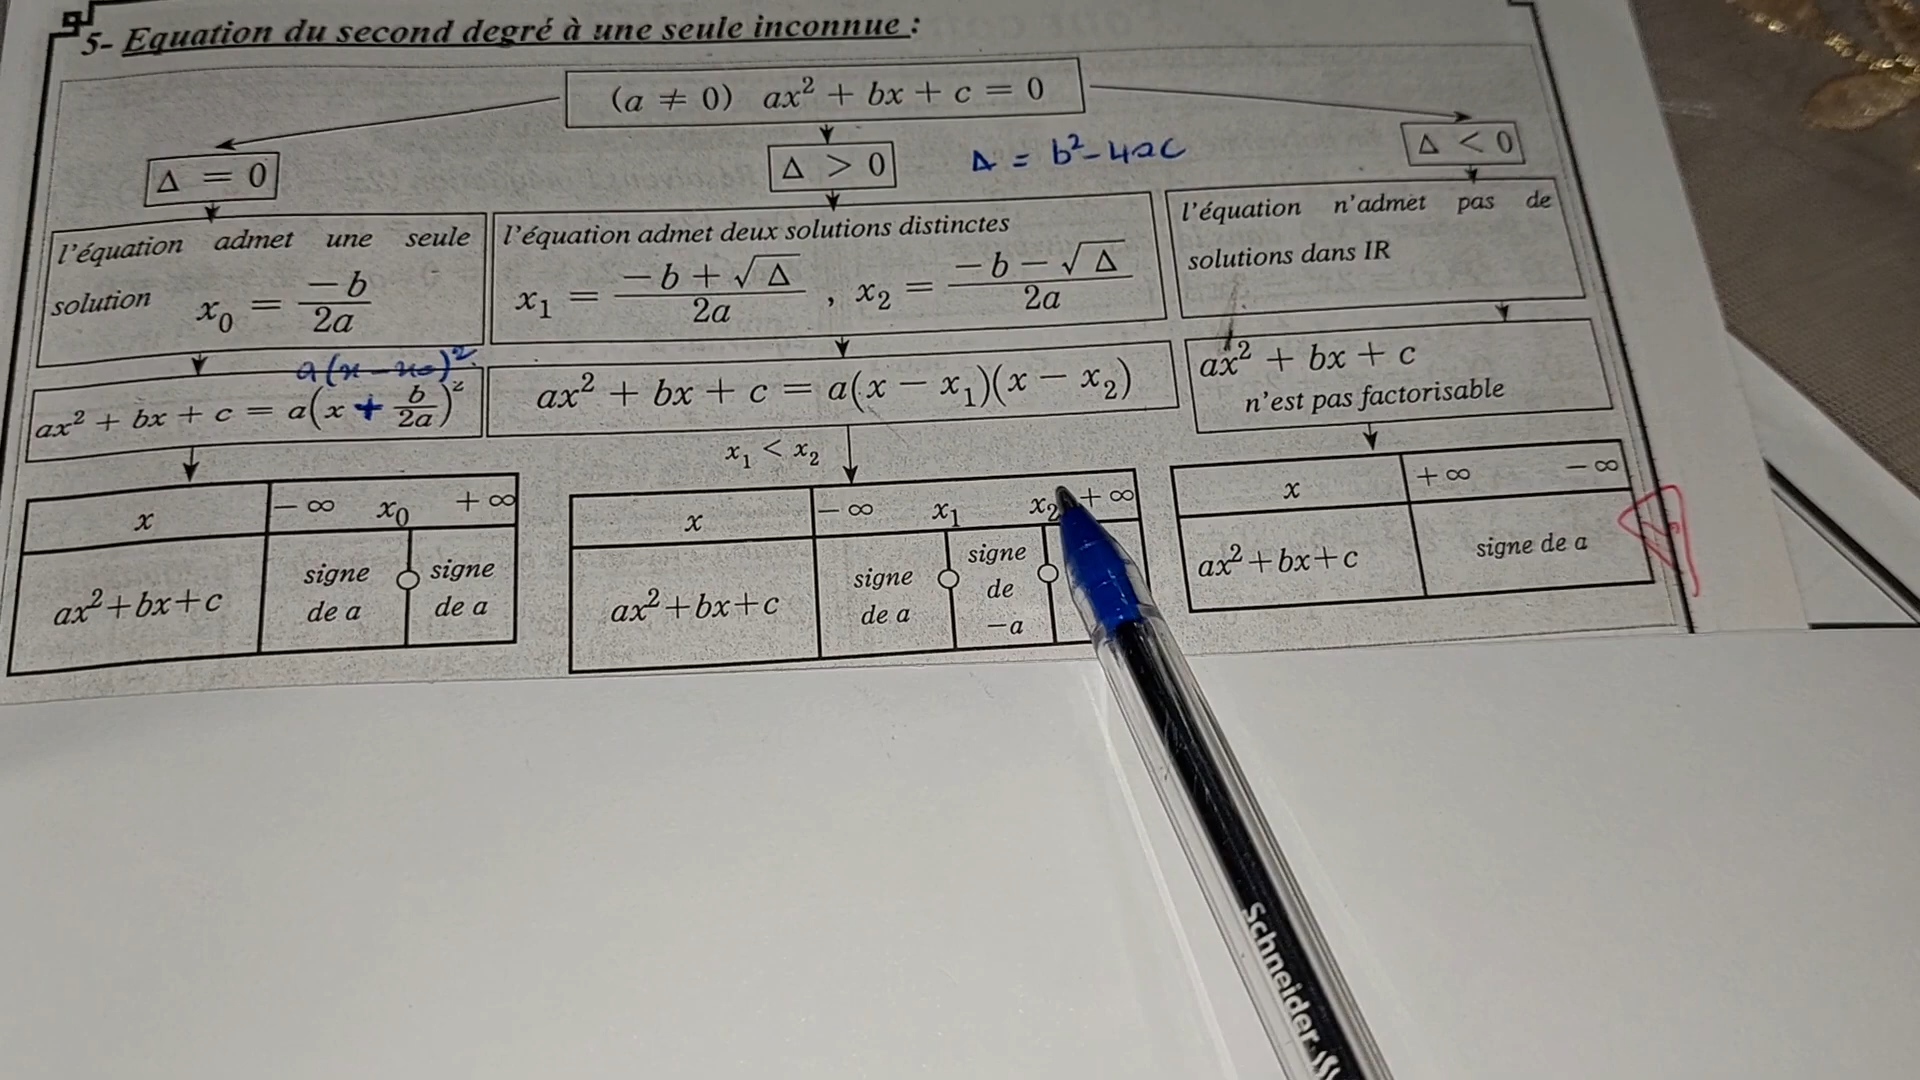 5- Equation du second degré à une seule inconnue :
(a ≠ 0) ax² + bx + c = 0
Δ = 0
Δ > 0
Δ = b²-4ac
Δ < 0
l'équation admet une seule
solution x₀ = -b / 2a
l'équation admet deux solutions distinctes
x₁ = (-b + √Δ) / 2a , x₂ = (-b - √Δ) / 2a
l'équation n'admet pas de
solutions dans IR
a(x-x₀)²
ax² + bx + c = a(x + b/2a)²
ax² + bx + c = a(x - x₁)(x - x₂)
ax² + bx + c
n'est pas factorisable
x₁ < x₂
x -∞ x₀ +∞
ax²+bx+c signe de a signe de a
x -∞ x₁ x₂ +∞
ax²+bx+c signe de a signe de -a
x +∞ -∞
ax²+bx+c signe de a
Schneider